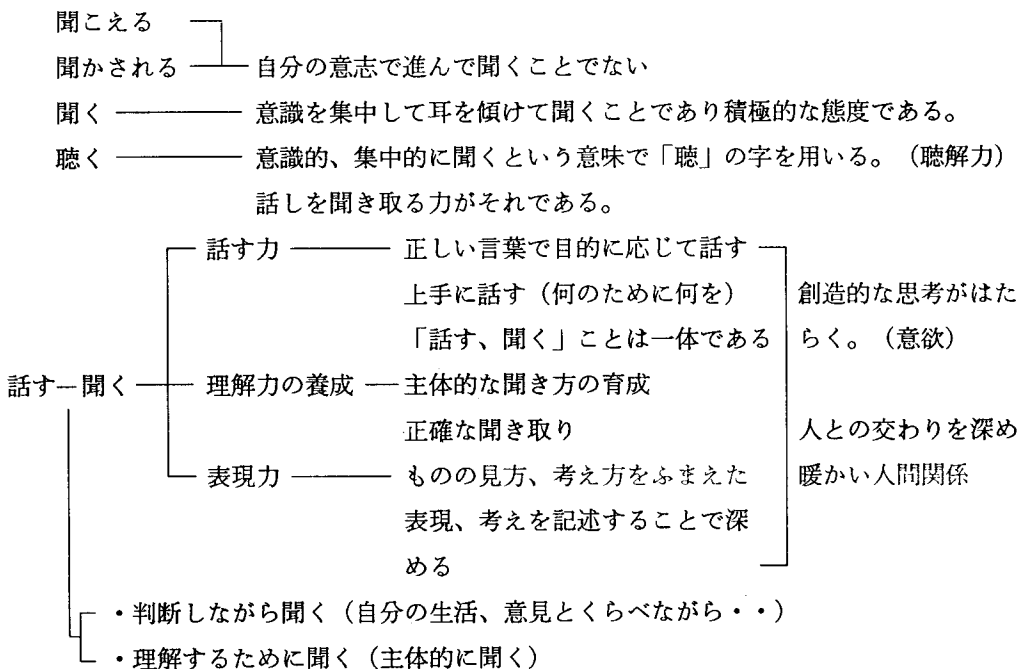 聞こえる
聞かされる 自分の意志で進んで聞くことでない
聞く 意識を集中して耳を傾けて聞くことであり積極的な態度である。
聴く 意識的、集中的に聞くという意味で「聴」の字を用いる。（聴解力）
話しを聞き取る力がそれである。
話す力 正しい言葉で目的に応じて話す
上手に話す（何のために何を） 創造的な思考がはた
「話す、聞く」ことは一体である らく。（意欲）
話す－聞く 理解力の養成 主体的な聞き方の育成
正確な聞き取り 人との交わりを深め
表現力 ものの見方、考え方をふまえた 暖かい人間関係
表現、考えを記述することで深
める
・判断しながら聞く（自分の生活、意見とくらべながら・・）
・理解するために聞く（主体的に聞く）